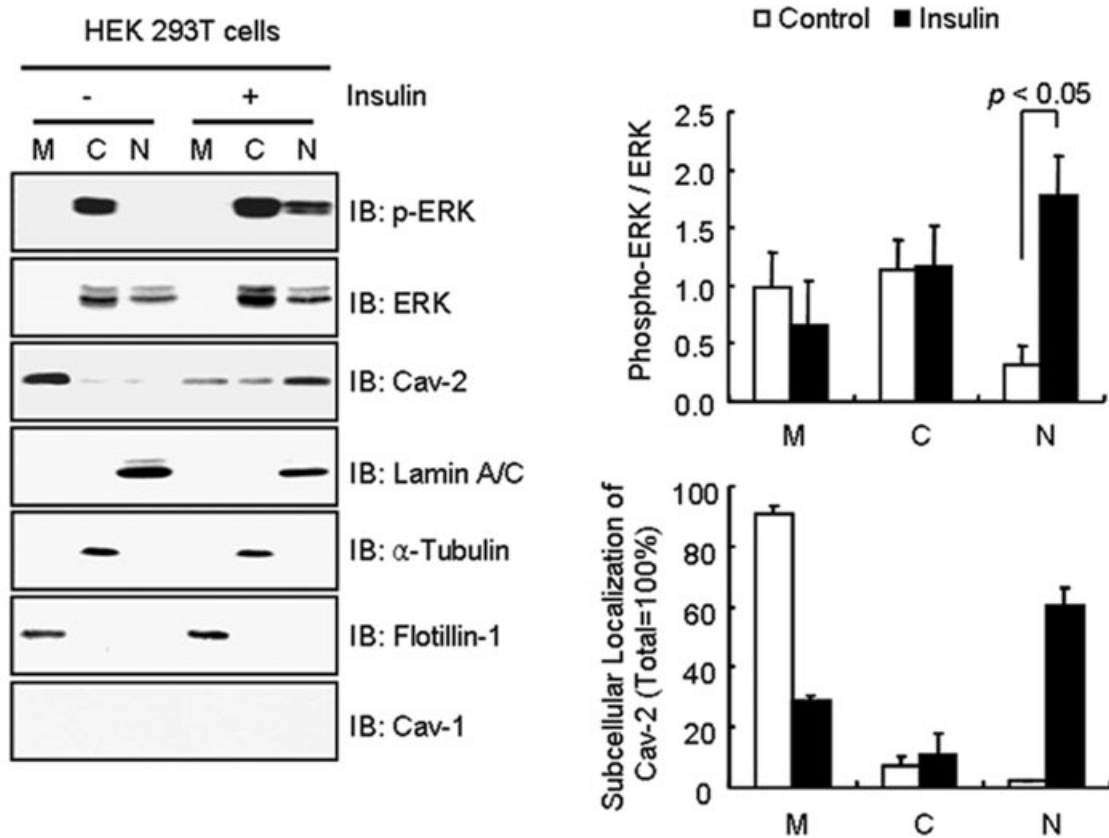 HEK 293T cells
- + Insulin
M C N M C N
IB: p-ERK
IB: ERK
IB: Cav-2
IB: Lamin A/C
IB: α-Tubulin
IB: Flotillin-1
IB: Cav-1
Control Insulin
p < 0.05
Phospho-ERK / ERK
2.5
2.0
1.5
1.0
0.5
0.0
M C N
Subcellular Localization of
Cav-2 (Total=100%)
100
80
60
40
20
0
M C N